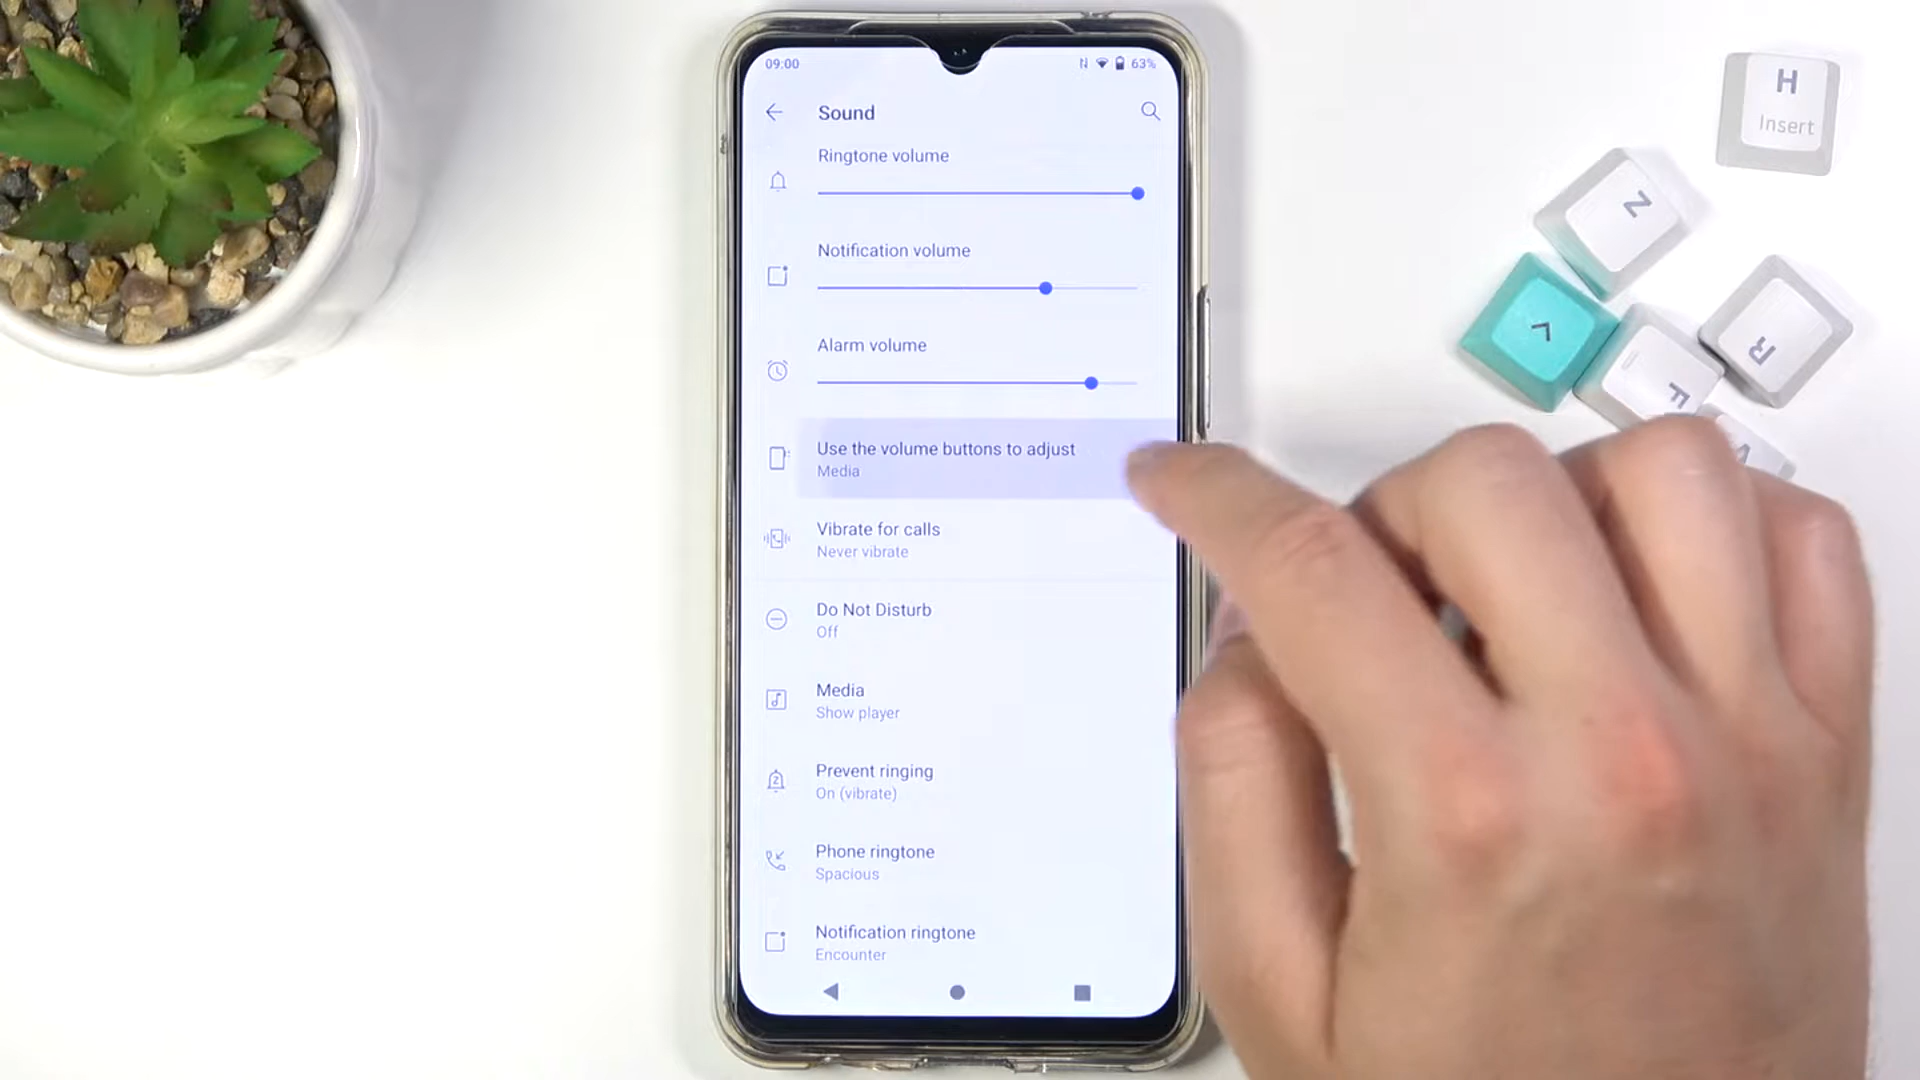 09:00
63%
Sound
Ringtone volume
Notification volume
Alarm volume
Use the volume buttons to adjust
Media
Vibrate for calls
Never vibrate
Do Not Disturb
Off
Media
Show player
Prevent ringing
On (vibrate)
Phone ringtone
Spacious
Notification ringtone
Encounter
H
Insert
Z
R
F